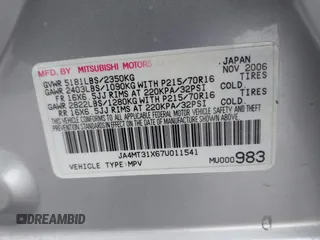 MFD BY MITSUBISHI MOTORS
JAPAN
GVWR 5181LBS/2350KG NOV 2006
GAWR 2403LBS/1090KG WITH P215/70R16 TIRES
FR 16X6 5JJ RIMS AT 220KPA/32PSI
GAWR 2822LBS/1280KG WITH P215/70R16 TIRES
RR 16X6 5JJ RIMS AT 220KPA/32PSI
JA4MT31X67U011541
VEHICLE TYPE:MPV MU000983
DREAMBID